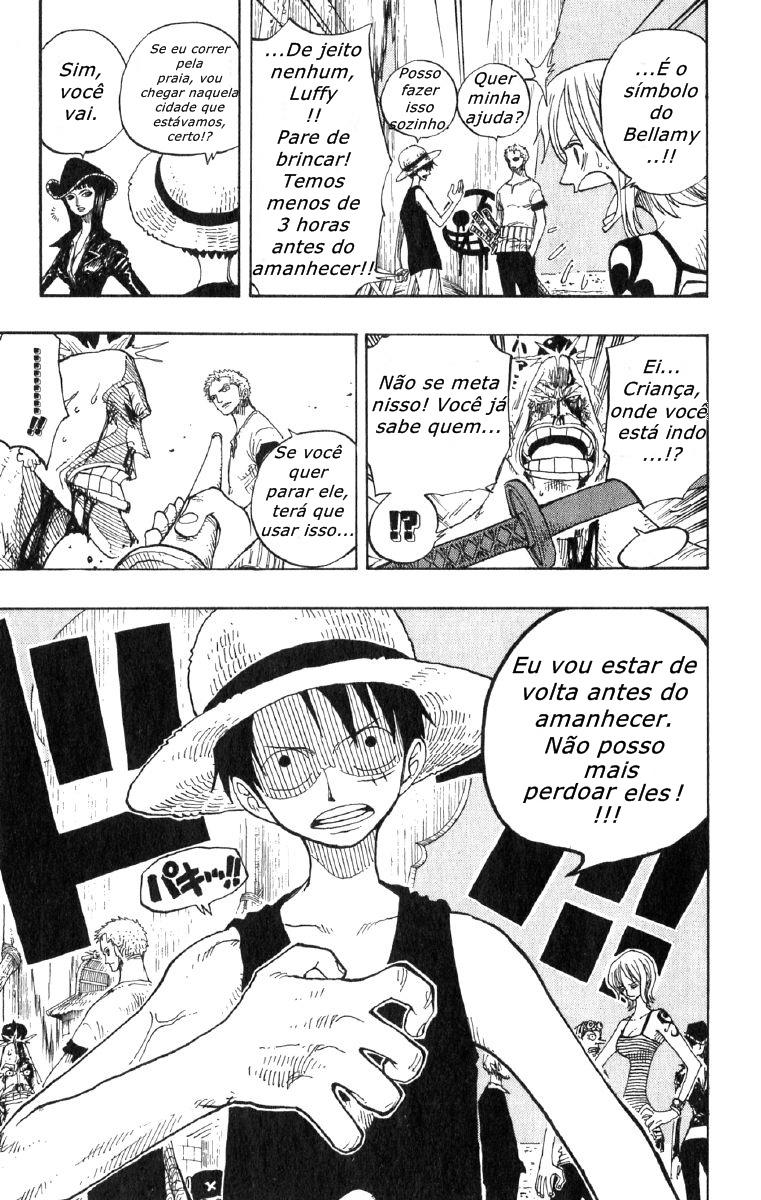 ...É o
símbolo
do
Bellamy
..!!
Quer
minha
ajuda?
Posso
fazer
isso
sozinho.
...De jeito
nenhum,
Luffy
!!
Pare de
brincar!
Temos
menos de
3 horas
antes do
amanhecer!!
Se eu correr
pela
praia, vou
chegar naquela
cidade que
estávamos,
certo!?
Sim,
você
vai.
Ei...
Criança,
onde você
está indo
...!?
Não se meta
nisso! Você já
sabe quem...
!?
Se você
quer
parar ele,
terá que
usar isso...
........!!
Eu vou estar de
volta antes do
amanhecer.
Não posso
mais
perdoar eles!
!!!
ドン!!
パキッ!!